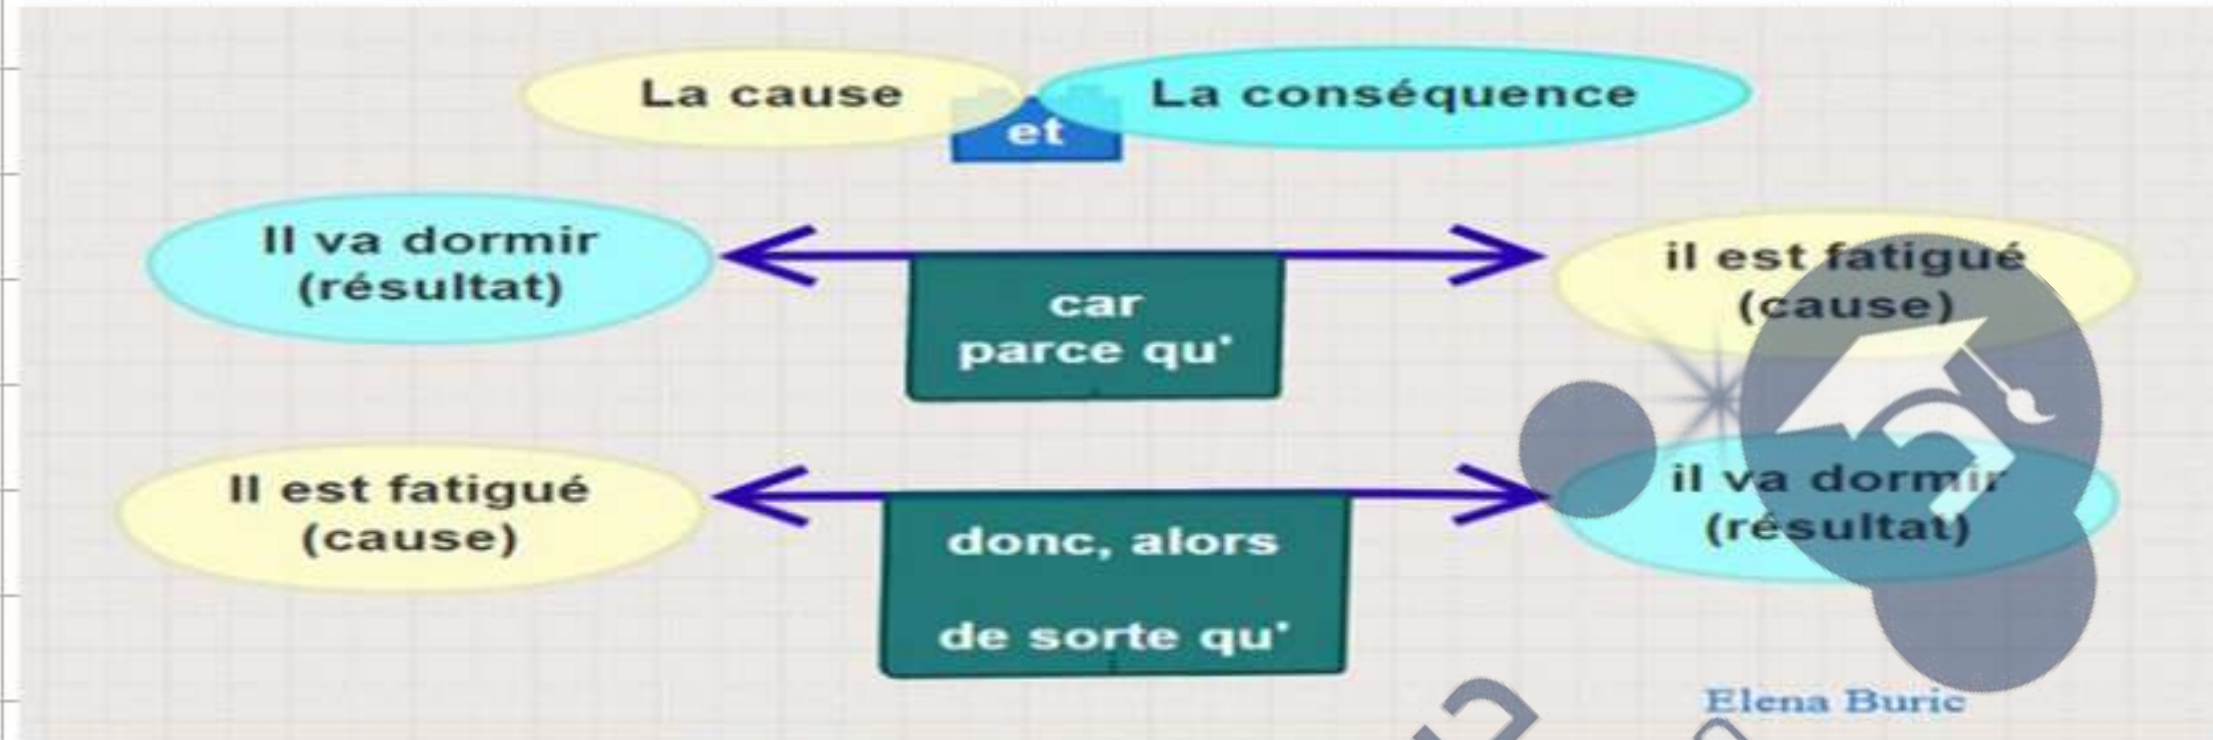 La cause
et
La conséquence
Il va dormir
(résultat)
car
parce qu'
il est fatigué
(cause)
Il est fatigué
(cause)
donc, alors
de sorte qu'
il va dormir
(résultat)
Elena Buric